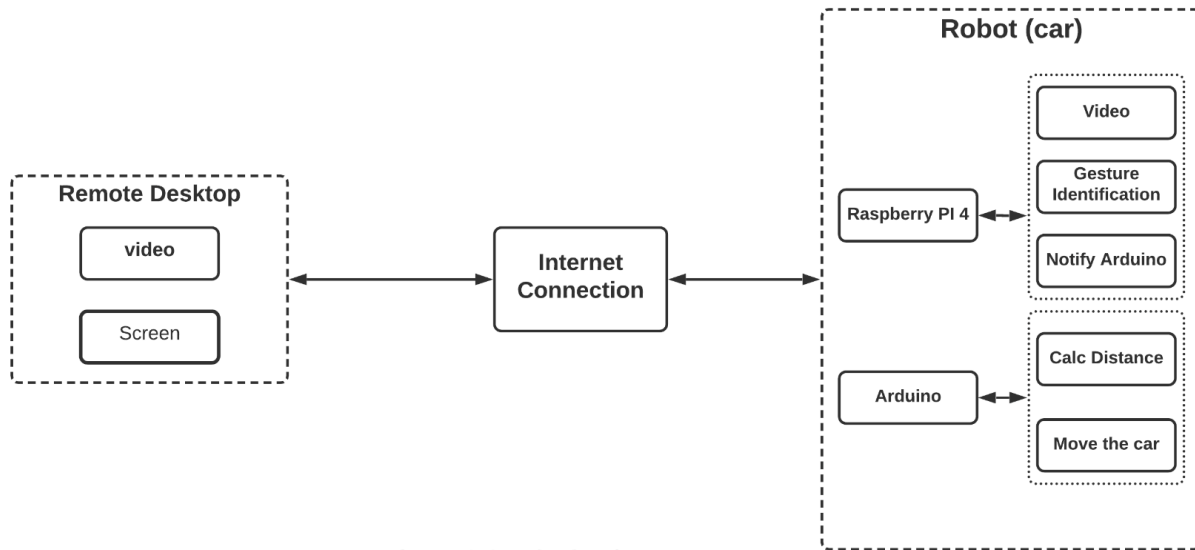 Robot (car)
Video
Gesture
Identification
Raspberry PI 4
Notify Arduino
Calc Distance
Arduino
Move the car
Remote Desktop
video
Screen
Internet
Connection